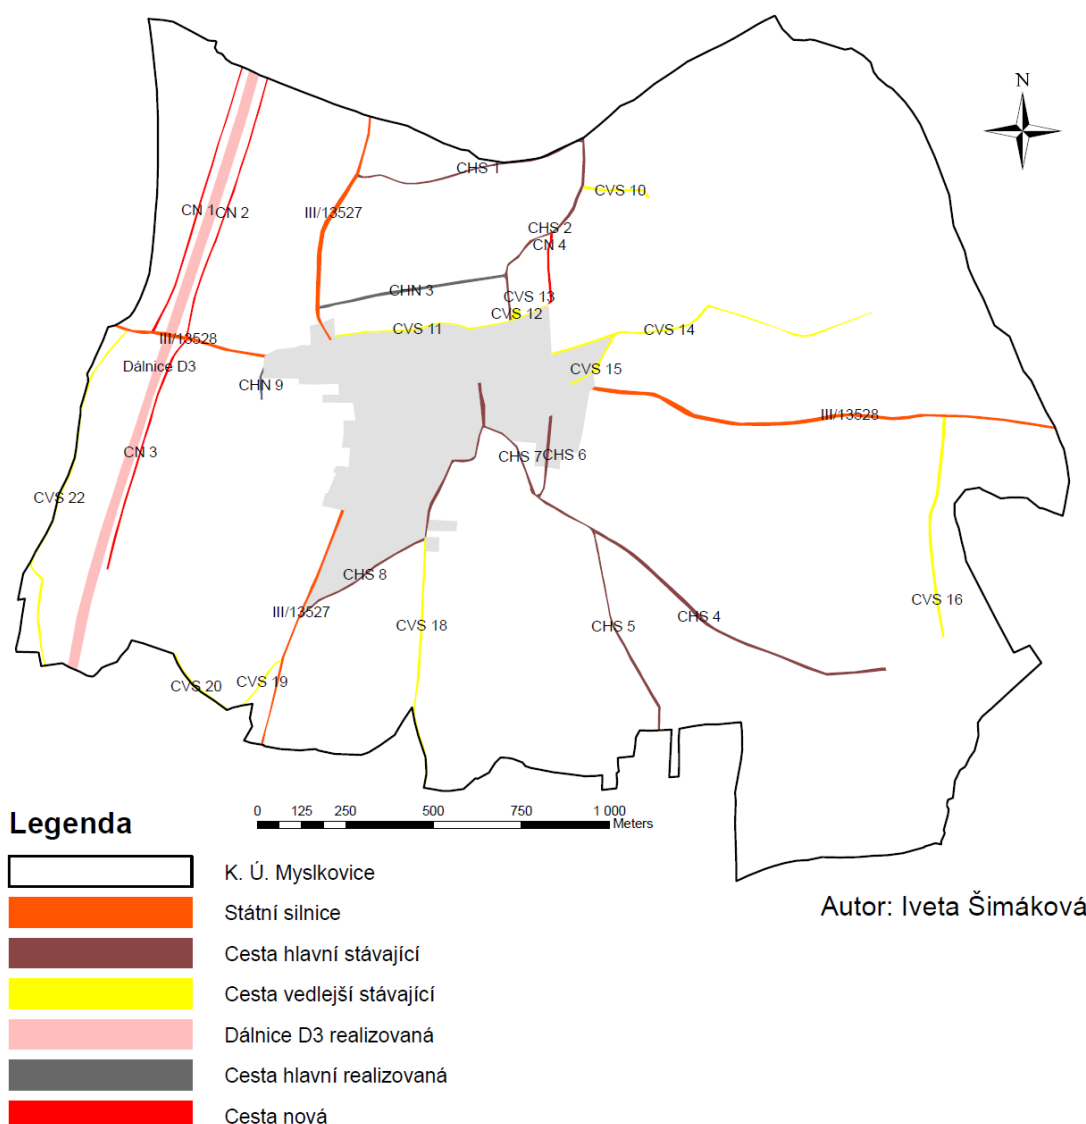 N
CHS 1
CVS 10
CN 1
CN 2
III/13527
CHS 2
CN 4
CHN 3
CVS 13
CVS 12
CVS 11
CVS 14
III/13528
Dálnice D3
CVS 15
CHN 9
III/13528
CN 3
CHS 7
CHS 6
CVS 22
CHS 8
CVS 16
III/13527
CVS 18
CHS 5
CHS 4
CVS 20
CVS 19
0 125 250 500 750 1 000
Meters
Legenda
K. Ú. Myslkovice
Autor: Iveta Šimáková
Státní silnice
Cesta hlavní stávající
Cesta vedlejší stávající
Dálnice D3 realizovaná
Cesta hlavní realizovaná
Cesta nová